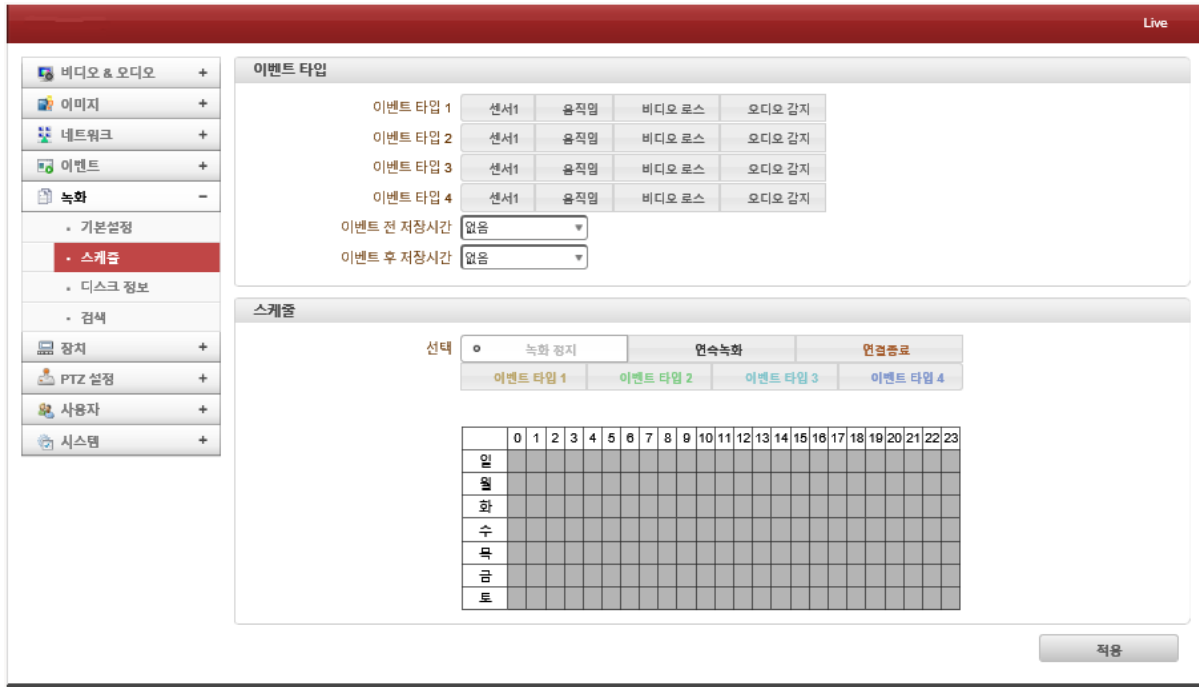 Live
비디오 & 오디오 +
이미지 +
네트워크 +
이벤트 +
녹화 -
기본설정
스케줄
디스크 정보
검색
장치 +
PTZ 설정 +
사용자 +
시스템 +
이벤트 타입
이벤트 타입 1 센서1 움직임 비디오 로스 오디오 감지
이벤트 타입 2 센서1 움직임 비디오 로스 오디오 감지
이벤트 타입 3 센서1 움직임 비디오 로스 오디오 감지
이벤트 타입 4 센서1 움직임 비디오 로스 오디오 감지
이벤트 전 저장시간 없음
이벤트 후 저장시간 없음
스케줄
선택 녹화 정지 연속녹화 연결종료
이벤트 타입 1 이벤트 타입 2 이벤트 타입 3 이벤트 타입 4
0 1 2 3 4 5 6 7 8 9 10 11 12 13 14 15 16 17 18 19 20 21 22 23
일
월
화
수
목
금
토
적용